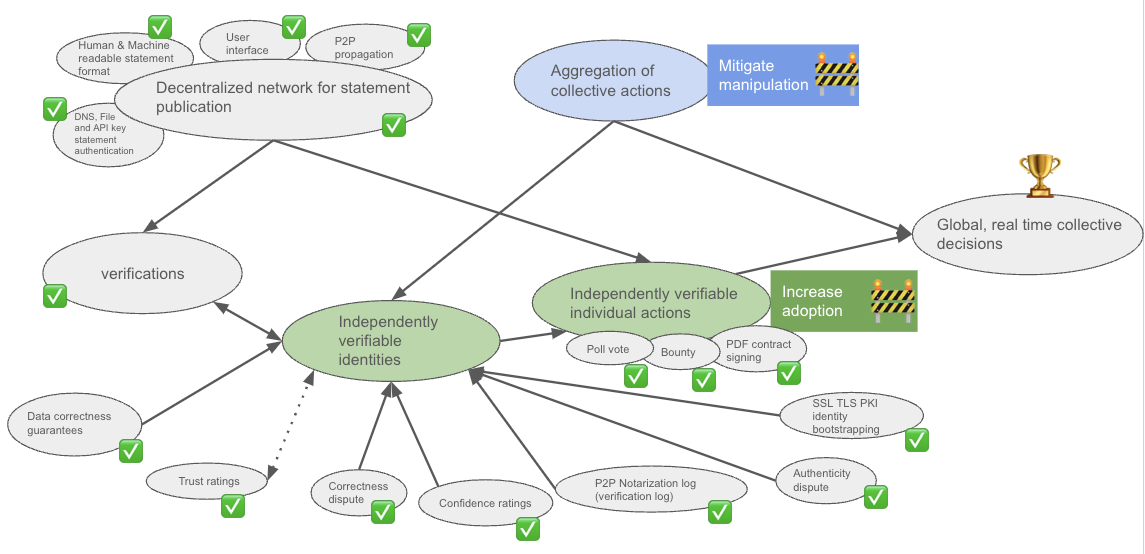 Human & Machine
readable statement
format
User
interface
P2P
propagation
Decentralized network for statement
publication
DNS, File
and API key
statement
authentication
Aggregation of
collective actions
Mitigate
manipulation
Global, real time collective
decisions
verifications
Independently verifiable
individual actions
Increase
adoption
Independently
verifiable
identities
Poll vote
Bounty
PDF contract
signing
Data correctness
guarantees
SSL TLS PKI
identity
bootstrapping
Trust ratings
Correctness
dispute
Confidence ratings
P2P Notarization log
(verification log)
Authenticity
dispute